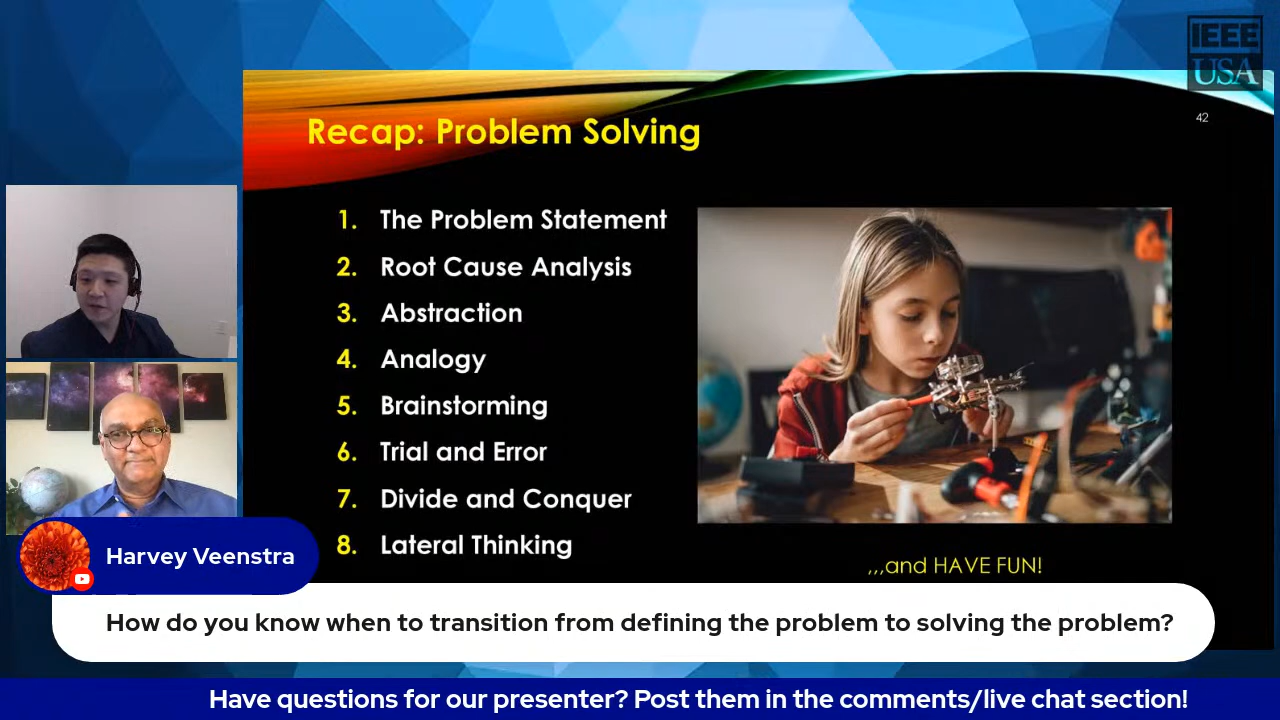 IEEE
USA
42
Recap: Problem Solving
1. The Problem Statement
2. Root Cause Analysis
3. Abstraction
4. Analogy
5. Brainstorming
6. Trial and Error
7. Divide and Conquer
8. Lateral Thinking
,,,and HAVE FUN!
Harvey Veenstra
How do you know when to transition from defining the problem to solving the problem?
Have questions for our presenter? Post them in the comments/live chat section!